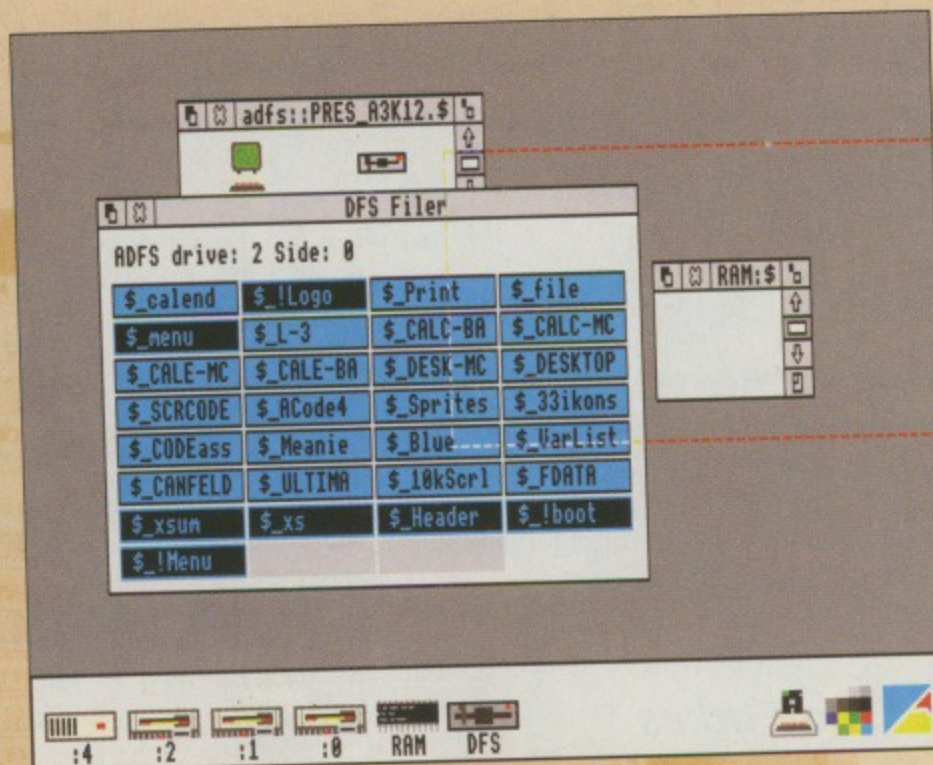 adfs::PRES_A3K12.$
DFS Filer
ADFS drive: 2 Side: 0
$_calend $_!Logo $_Print $_file
$_menu $_L-3 $_CALC-BA $_CALC-MC
$_CALE-MC $_CALE-BA $_DESK-MC $_DESKTOP
$_SCRCODE $_ACode4 $_Sprites $_33ikons
$_CODEass $_Meanie $_Blue $_VarList
$_CANFELD $_ULTIMA $_10kScrl $_FDATA
$_xsum $_xs $_Header $_!boot
$_!Menu
RAM:$
:4 :2 :1 :0 RAM DFS
A